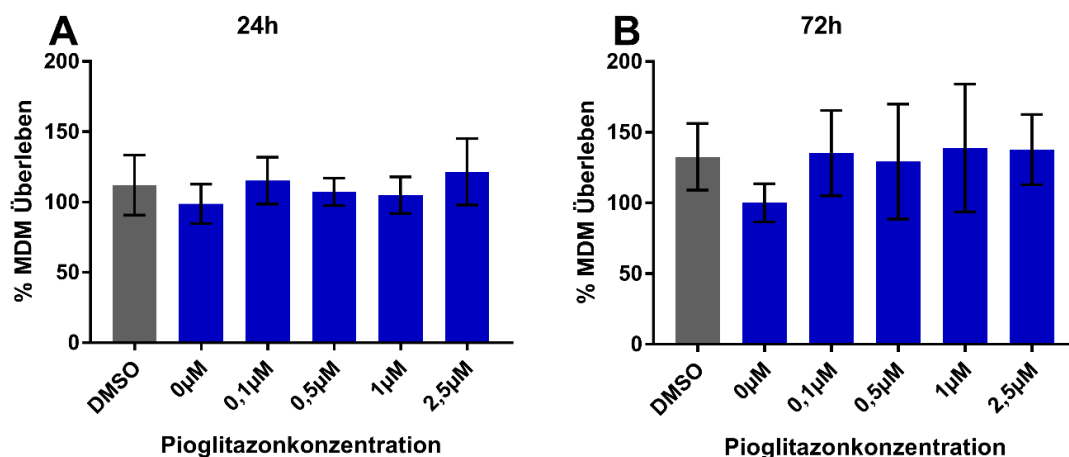 A
24h
% MDM Überleben
200
150
100
50
0
DMSO
0µM
0,1µM
0,5µM
1µM
2,5µM
Pioglitazonkonzentration
B
72h
% MDM Überleben
200
150
100
50
0
DMSO
0µM
0,1µM
0,5µM
1µM
2,5µM
Pioglitazonkonzentration